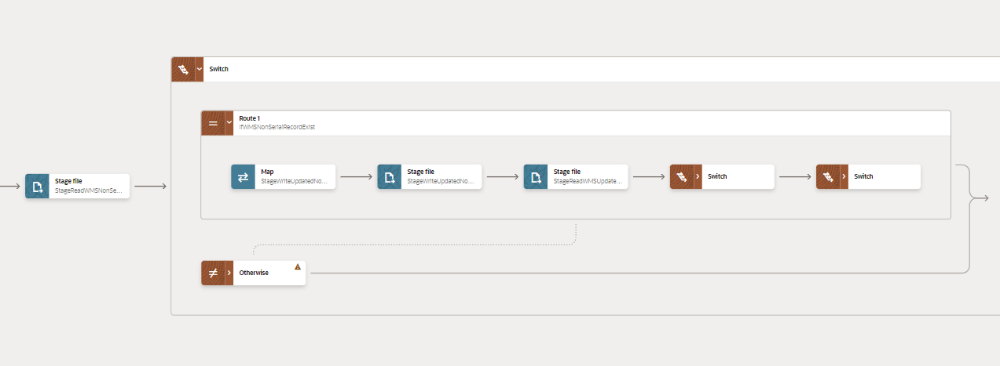 Switch
Route 1
ifWMSNonSerialRecordExist
Stage file
StageReadWMSNonSe...
Map
StageWriteUpdatedNo...
Stage file
StageWriteUpdatedNo...
Stage file
StageReadWMSUpdate...
Switch
Switch
Otherwise